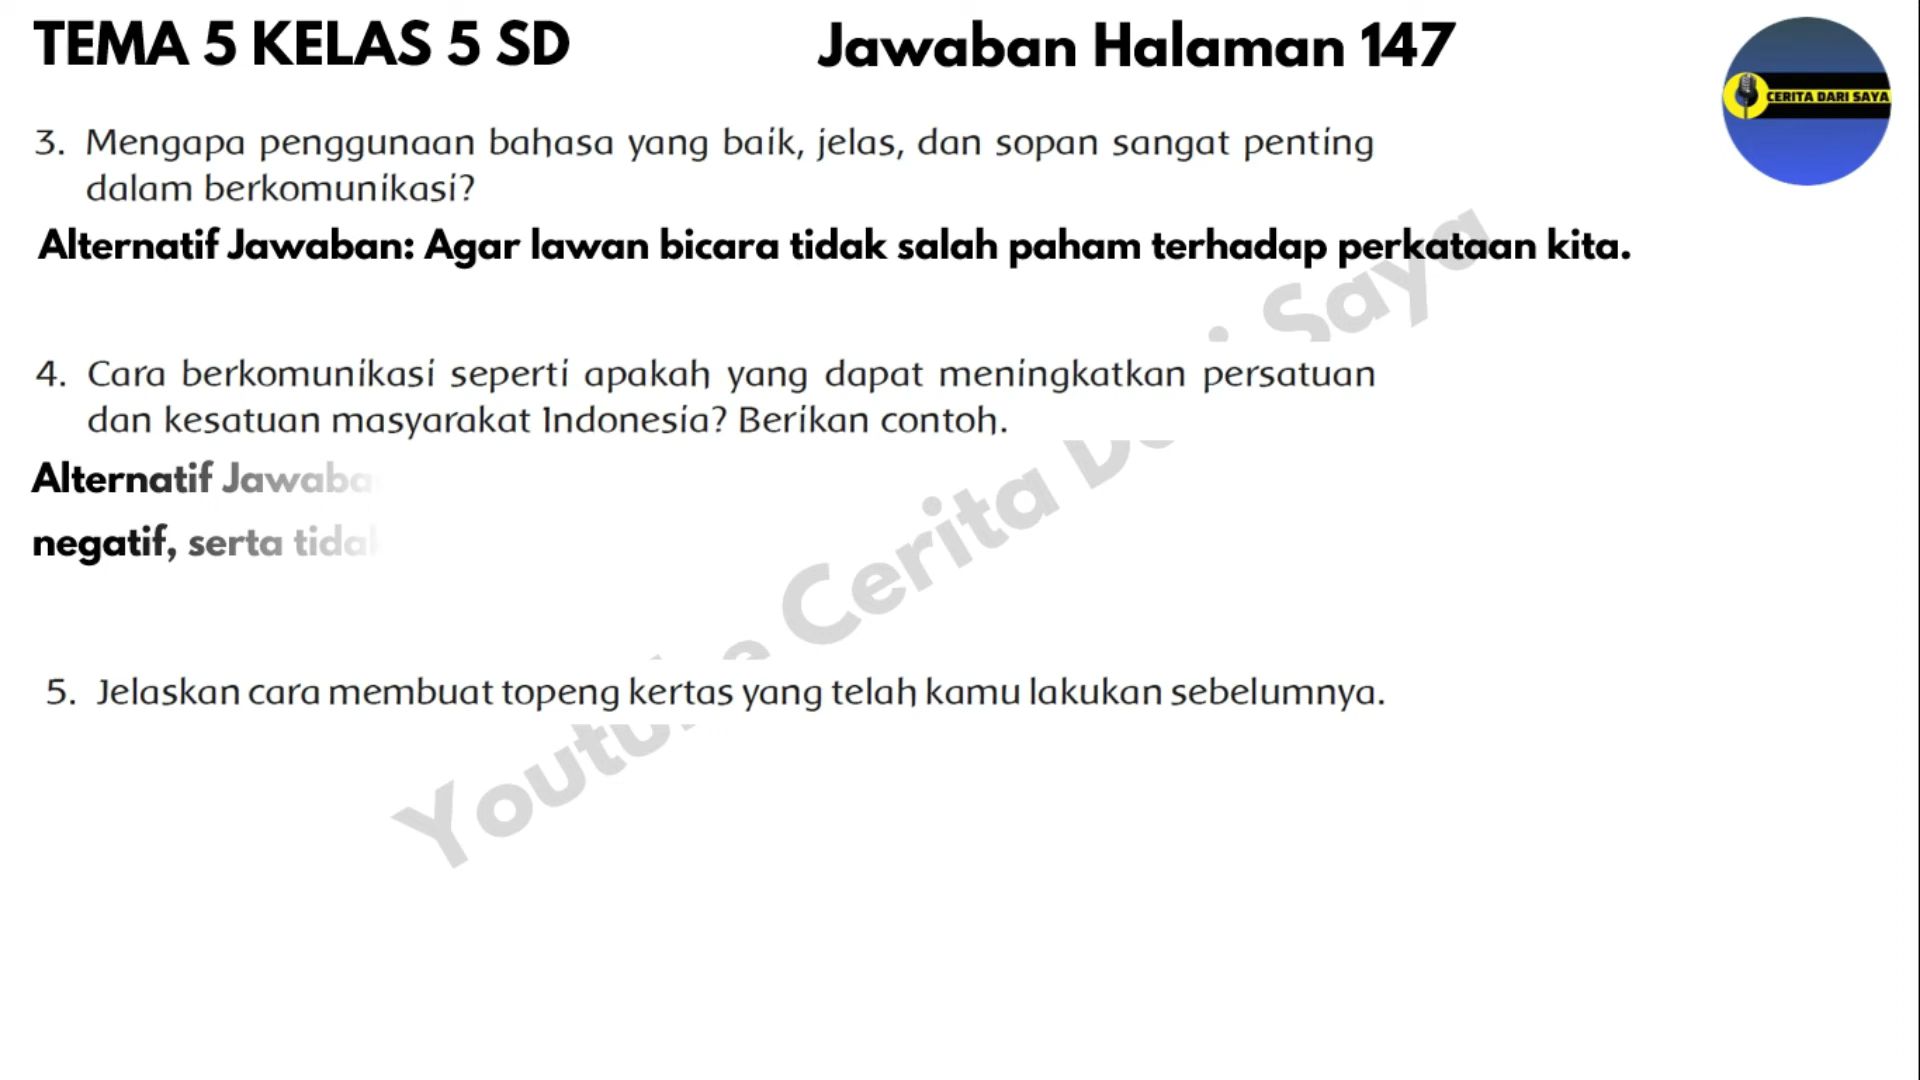 TEMA 5 KELAS 5 SD
Jawaban Halaman 147
CERITA DARI SAYA
3. Mengapa penggunaan bahasa yang baik, jelas, dan sopan sangat penting
dalam berkomunikasi?
Alternatif Jawaban: Agar lawan bicara tidak salah paham terhadap perkataan kita.
4. Cara berkomunikasi seperti apakah yang dapat meningkatkan persatuan
dan kesatuan masyarakat Indonesia? Berikan contoh.
Alternatif
negatif, serta
5. Jelaskan cara membuat topeng kertas yang telah kamu lakukan sebelumnya.
Cerita
Saya